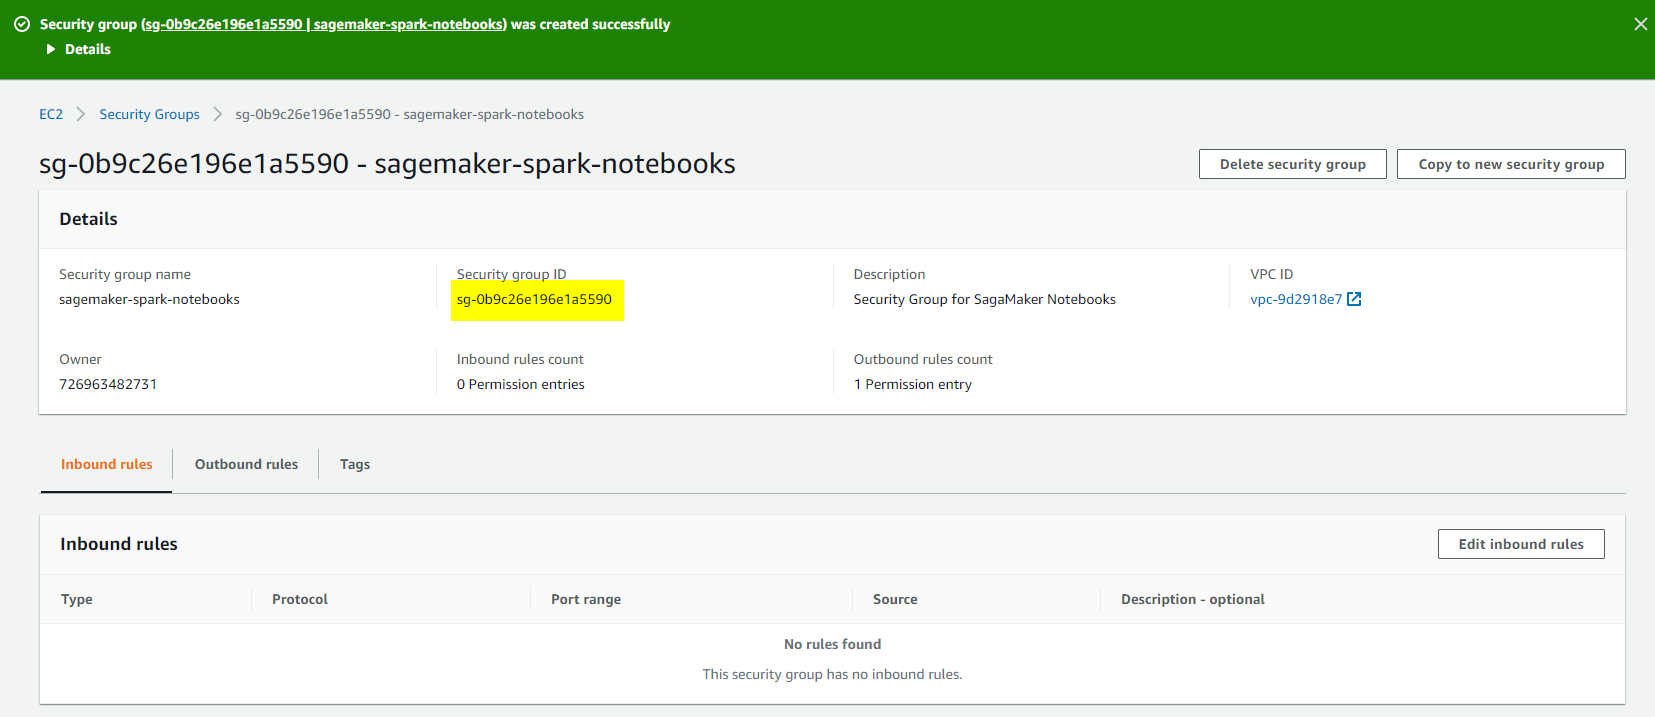 Security group (sg-0b9c26e196e1a5590 | sagemaker-spark-notebooks) was created successfully
Details
EC2 Security Groups sg-0b9c26e196e1a5590 - sagemaker-spark-notebooks
sg-0b9c26e196e1a5590 - sagemaker-spark-notebooks Delete security group Copy to new security group
Details
Security group name Security group ID Description VPC ID
sagemaker-spark-notebooks sg-0b9c26e196e1a5590 Security Group for SagaMaker Notebooks vpc-9d2918e7
Owner Inbound rules count Outbound rules count
726963482731 0 Permission entries 1 Permission entry
Inbound rules Outbound rules Tags
Inbound rules Edit inbound rules
Type Protocol Port range Source Description - optional
No rules found
This security group has no inbound rules.